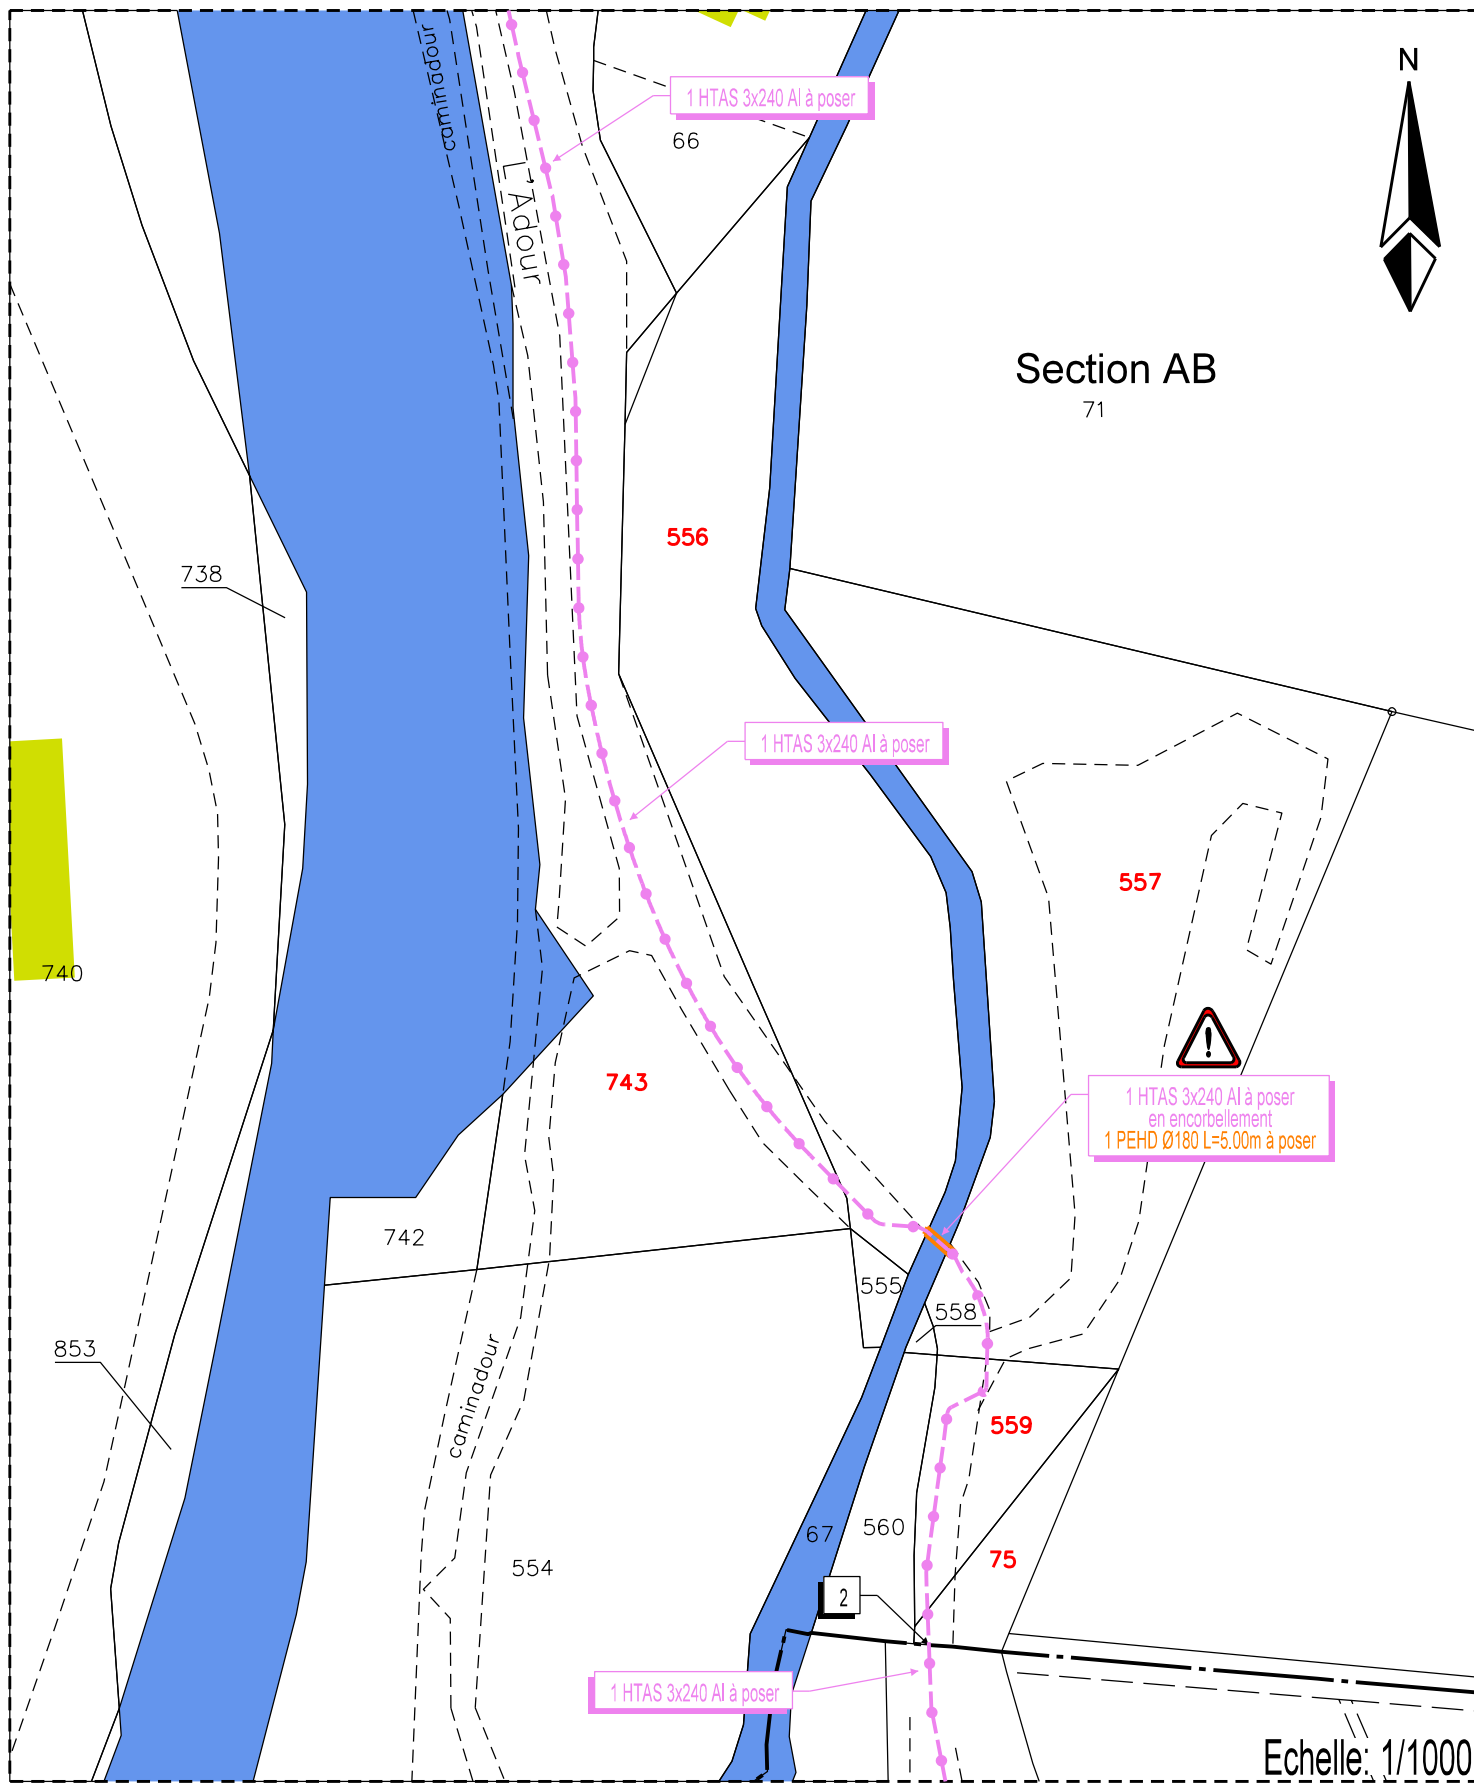 caminadour
N
1 HTAS 3x240 Al à poser
66
L'Adour
Section AB
71
556
738
1 HTAS 3x240 Al à poser
557
740
743
1 HTAS 3x240 Al à poser
en encorbellement
1 PEHD Ø180 L=5.00m à poser
742
555
558
853
caminadour
559
67
560
75
554
2
1 HTAS 3x240 Al à poser
Echelle: 1/1000